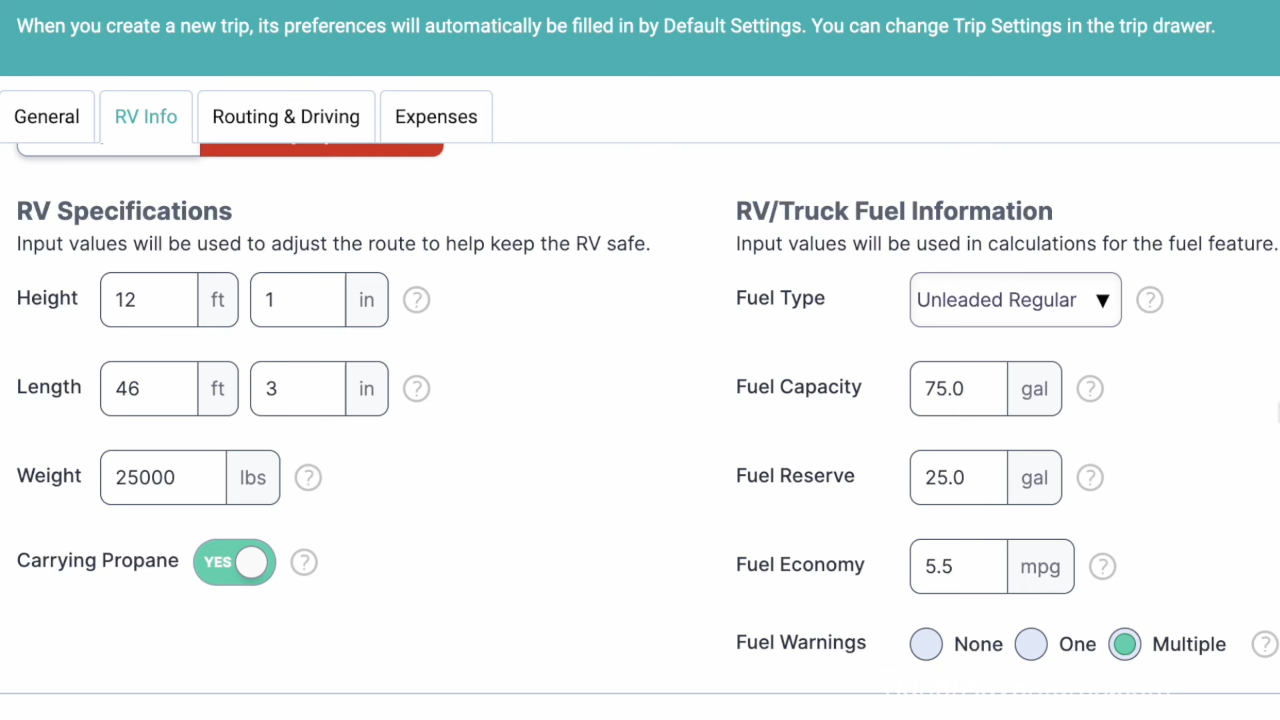 When you create a new trip, its preferences will automatically be filled in by Default Settings. You can change Trip Settings in the trip drawer.
General RV Info Routing & Driving Expenses
RV Specifications
Input values will be used to adjust the route to help keep the RV safe.
Height 12 ft 1 in ?
Length 46 ft 3 in ?
Weight 25000 lbs ?
Carrying Propane YES ?
RV/Truck Fuel Information
Input values will be used in calculations for the fuel feature.
Fuel Type Unleaded Regular ▼ ?
Fuel Capacity 75.0 gal ?
Fuel Reserve 25.0 gal ?
Fuel Economy 5.5 mpg ?
Fuel Warnings None One Multiple ?